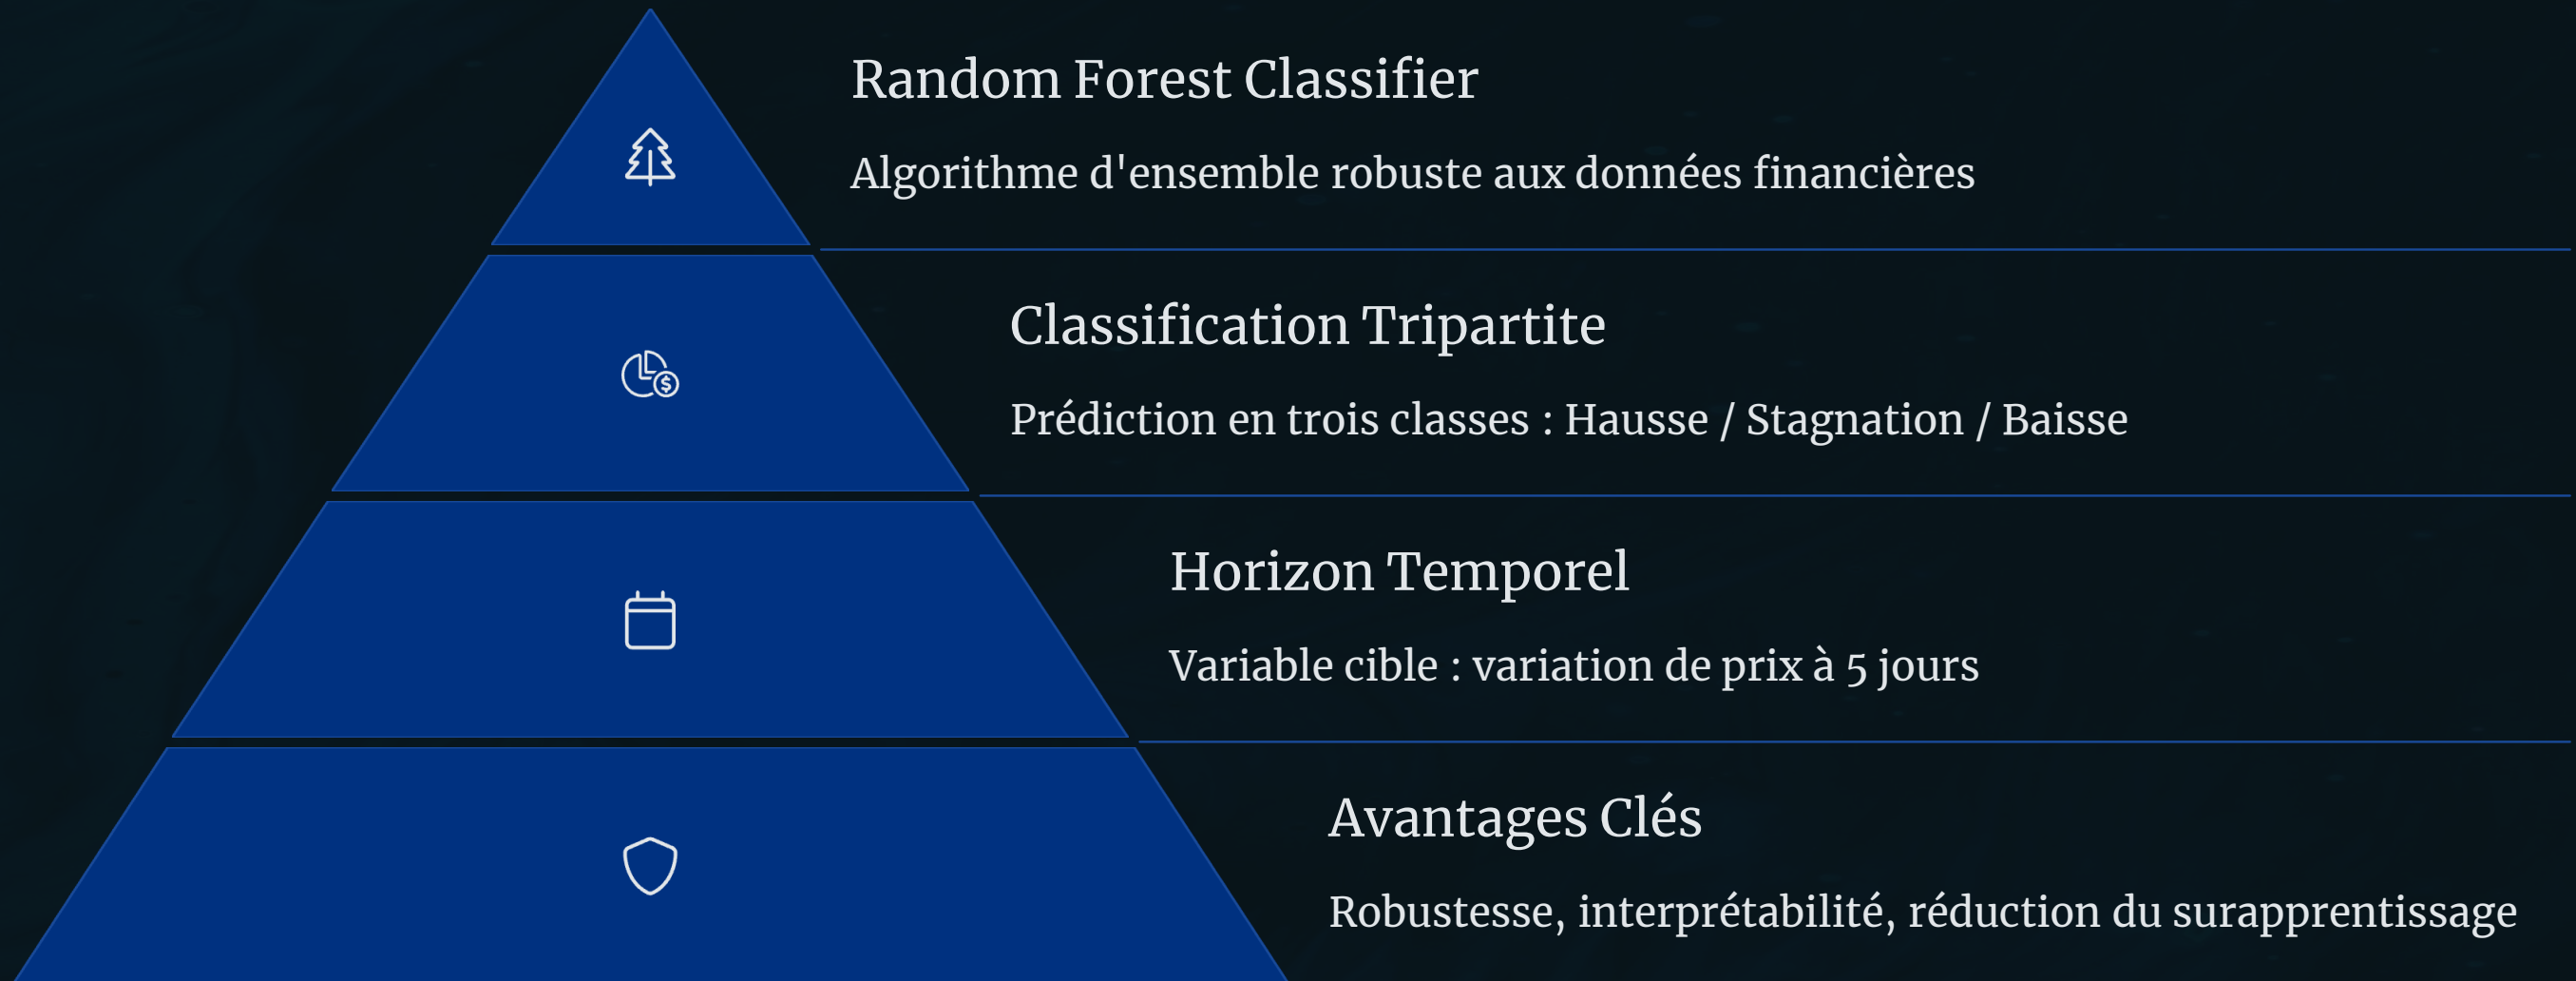 Random Forest Classifier
Algorithme d'ensemble robuste aux données financières
Classification Tripartite
Prédiction en trois classes : Hausse / Stagnation / Baisse
Horizon Temporel
Variable cible : variation de prix à 5 jours
Avantages Clés
Robustesse, interprétabilité, réduction du surapprentissage